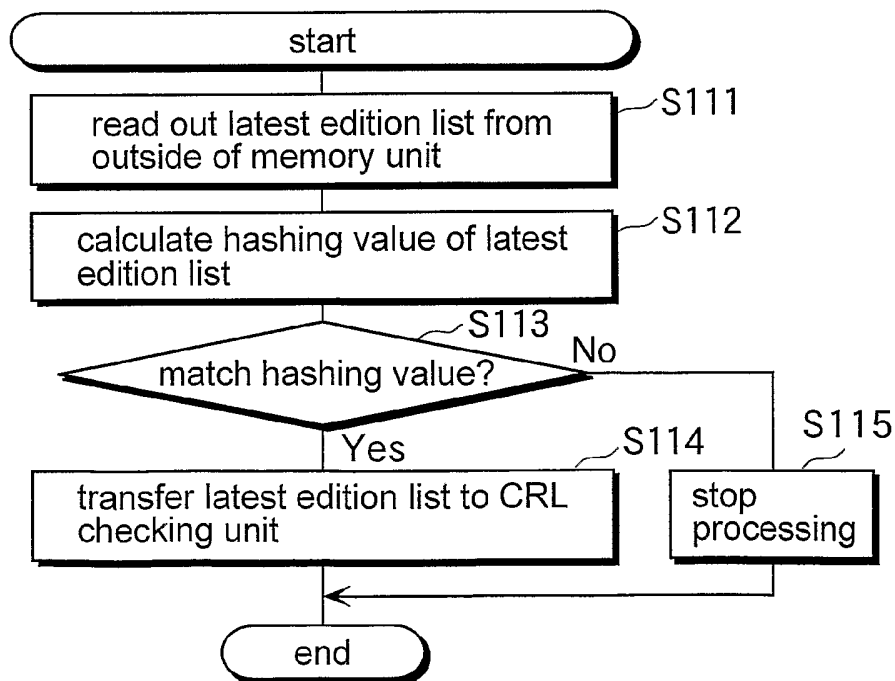 start
S111
read out latest edition list from
outside of memory unit
S112
calculate hashing value of latest
edition list
S113
match hashing value?
No
Yes
S114
transfer latest edition list to CRL
checking unit
S115
stop
processing
end